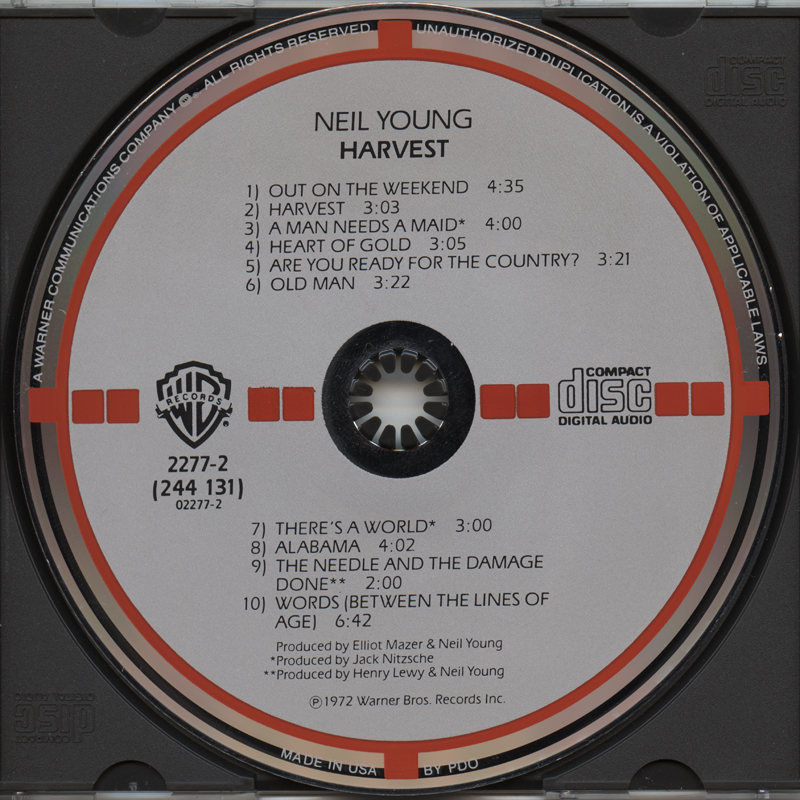 A WARNER COMMUNICATIONS COMPANY ALL RIGHTS RESERVED
UNAUTHORIZED DUPLICATION IS A VIOLATION OF APPLICABLE LAWS
COMPACT
disc
DIGITAL AUDIO
NEIL YOUNG
HARVEST
1) OUT ON THE WEEKEND 4:35
2) HARVEST 3:03
3) A MAN NEEDS A MAID* 4:00
4) HEART OF GOLD 3:05
5) ARE YOU READY FOR THE COUNTRY? 3:21
6) OLD MAN 3:22
WB
RECORDS
®
COMPACT
disc
DIGITAL AUDIO
2277-2
(244 131)
02277-2
7) THERE'S A WORLD* 3:00
8) ALABAMA 4:02
9) THE NEEDLE AND THE DAMAGE
DONE** 2:00
10) WORDS (BETWEEN THE LINES OF
AGE) 6:42
Produced by Elliot Mazer & Neil Young
*Produced by Jack Nitzsche
**Produced by Henry Lewy & Neil Young
℗1972 Warner Bros. Records Inc.
COMPACT
disc
DIGITAL AUDIO
MADE IN USA
BY PDO